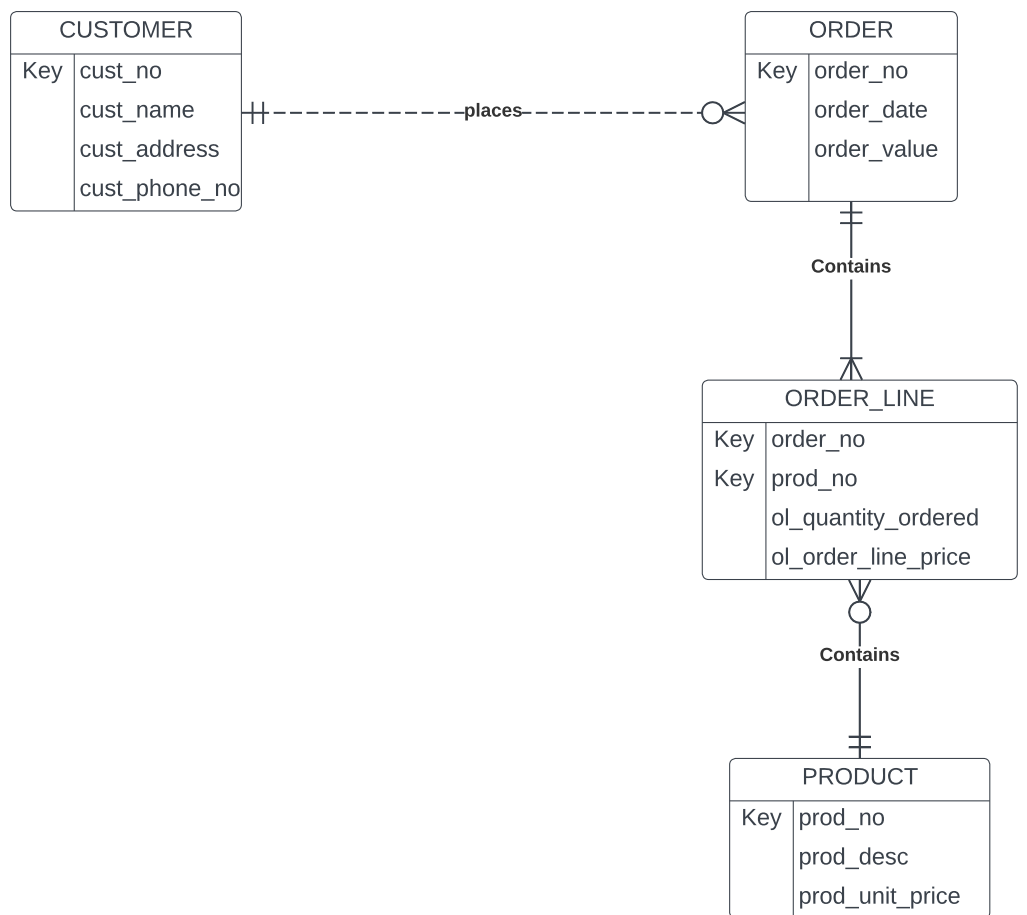 CUSTOMER
Key cust_no
cust_name
cust_address
cust_phone_no
places
ORDER
Key order_no
order_date
order_value
Contains
ORDER_LINE
Key order_no
Key prod_no
ol_quantity_ordered
ol_order_line_price
Contains
PRODUCT
Key prod_no
prod_desc
prod_unit_price